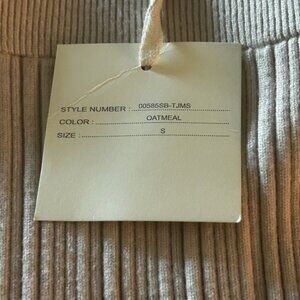 STYLE NUMBER : 00585SB-TJMS
COLOR : OATMEAL
SIZE : S